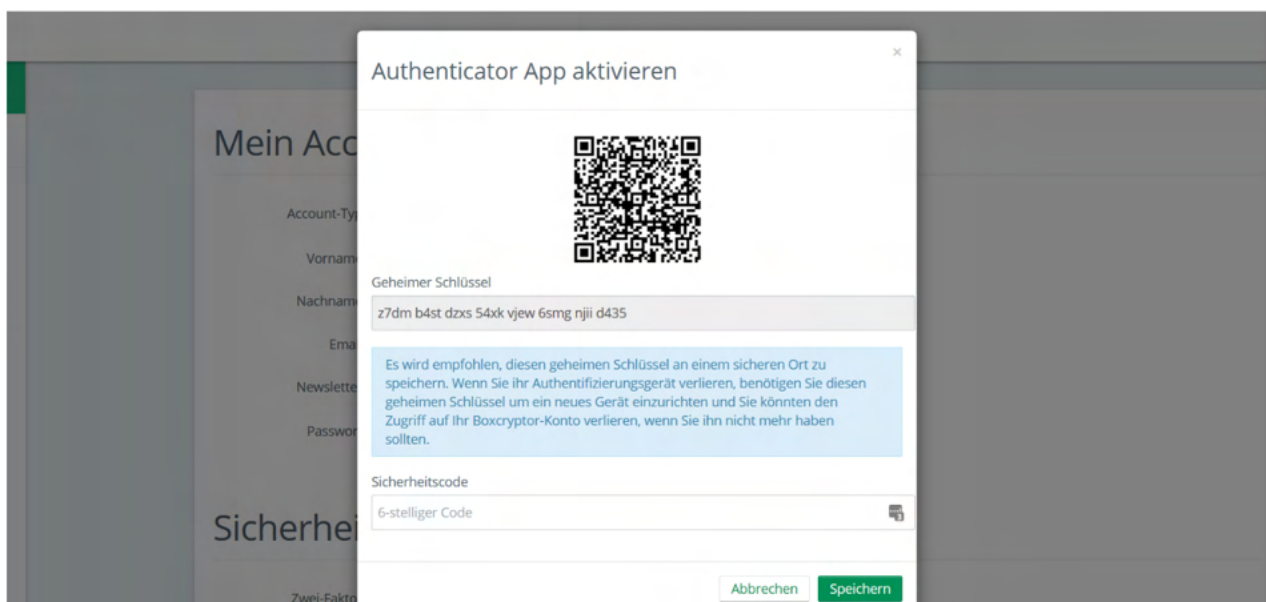 Authenticator App aktivieren
×
Mein Acc
Account-Ty
Vornam
Nachnam
Ema
Newslette
Passwor
Geheimer Schlüssel
z7dm b4st dzxs 54xk vjew 6smg njii d435
Es wird empfohlen, diesen geheimen Schlüssel an einem sicheren Ort zu
speichern. Wenn Sie ihr Authentifizierungsgerät verlieren, benötigen Sie diesen
geheimen Schlüssel um ein neues Gerät einzurichten und Sie könnten den
Zugriff auf Ihr Boxcryptor-Konto verlieren, wenn Sie ihn nicht mehr haben
sollten.
Sicherheitscode
6-stelliger Code
Sicherhei
Zwei-Fakto
Abbrechen
Speichern